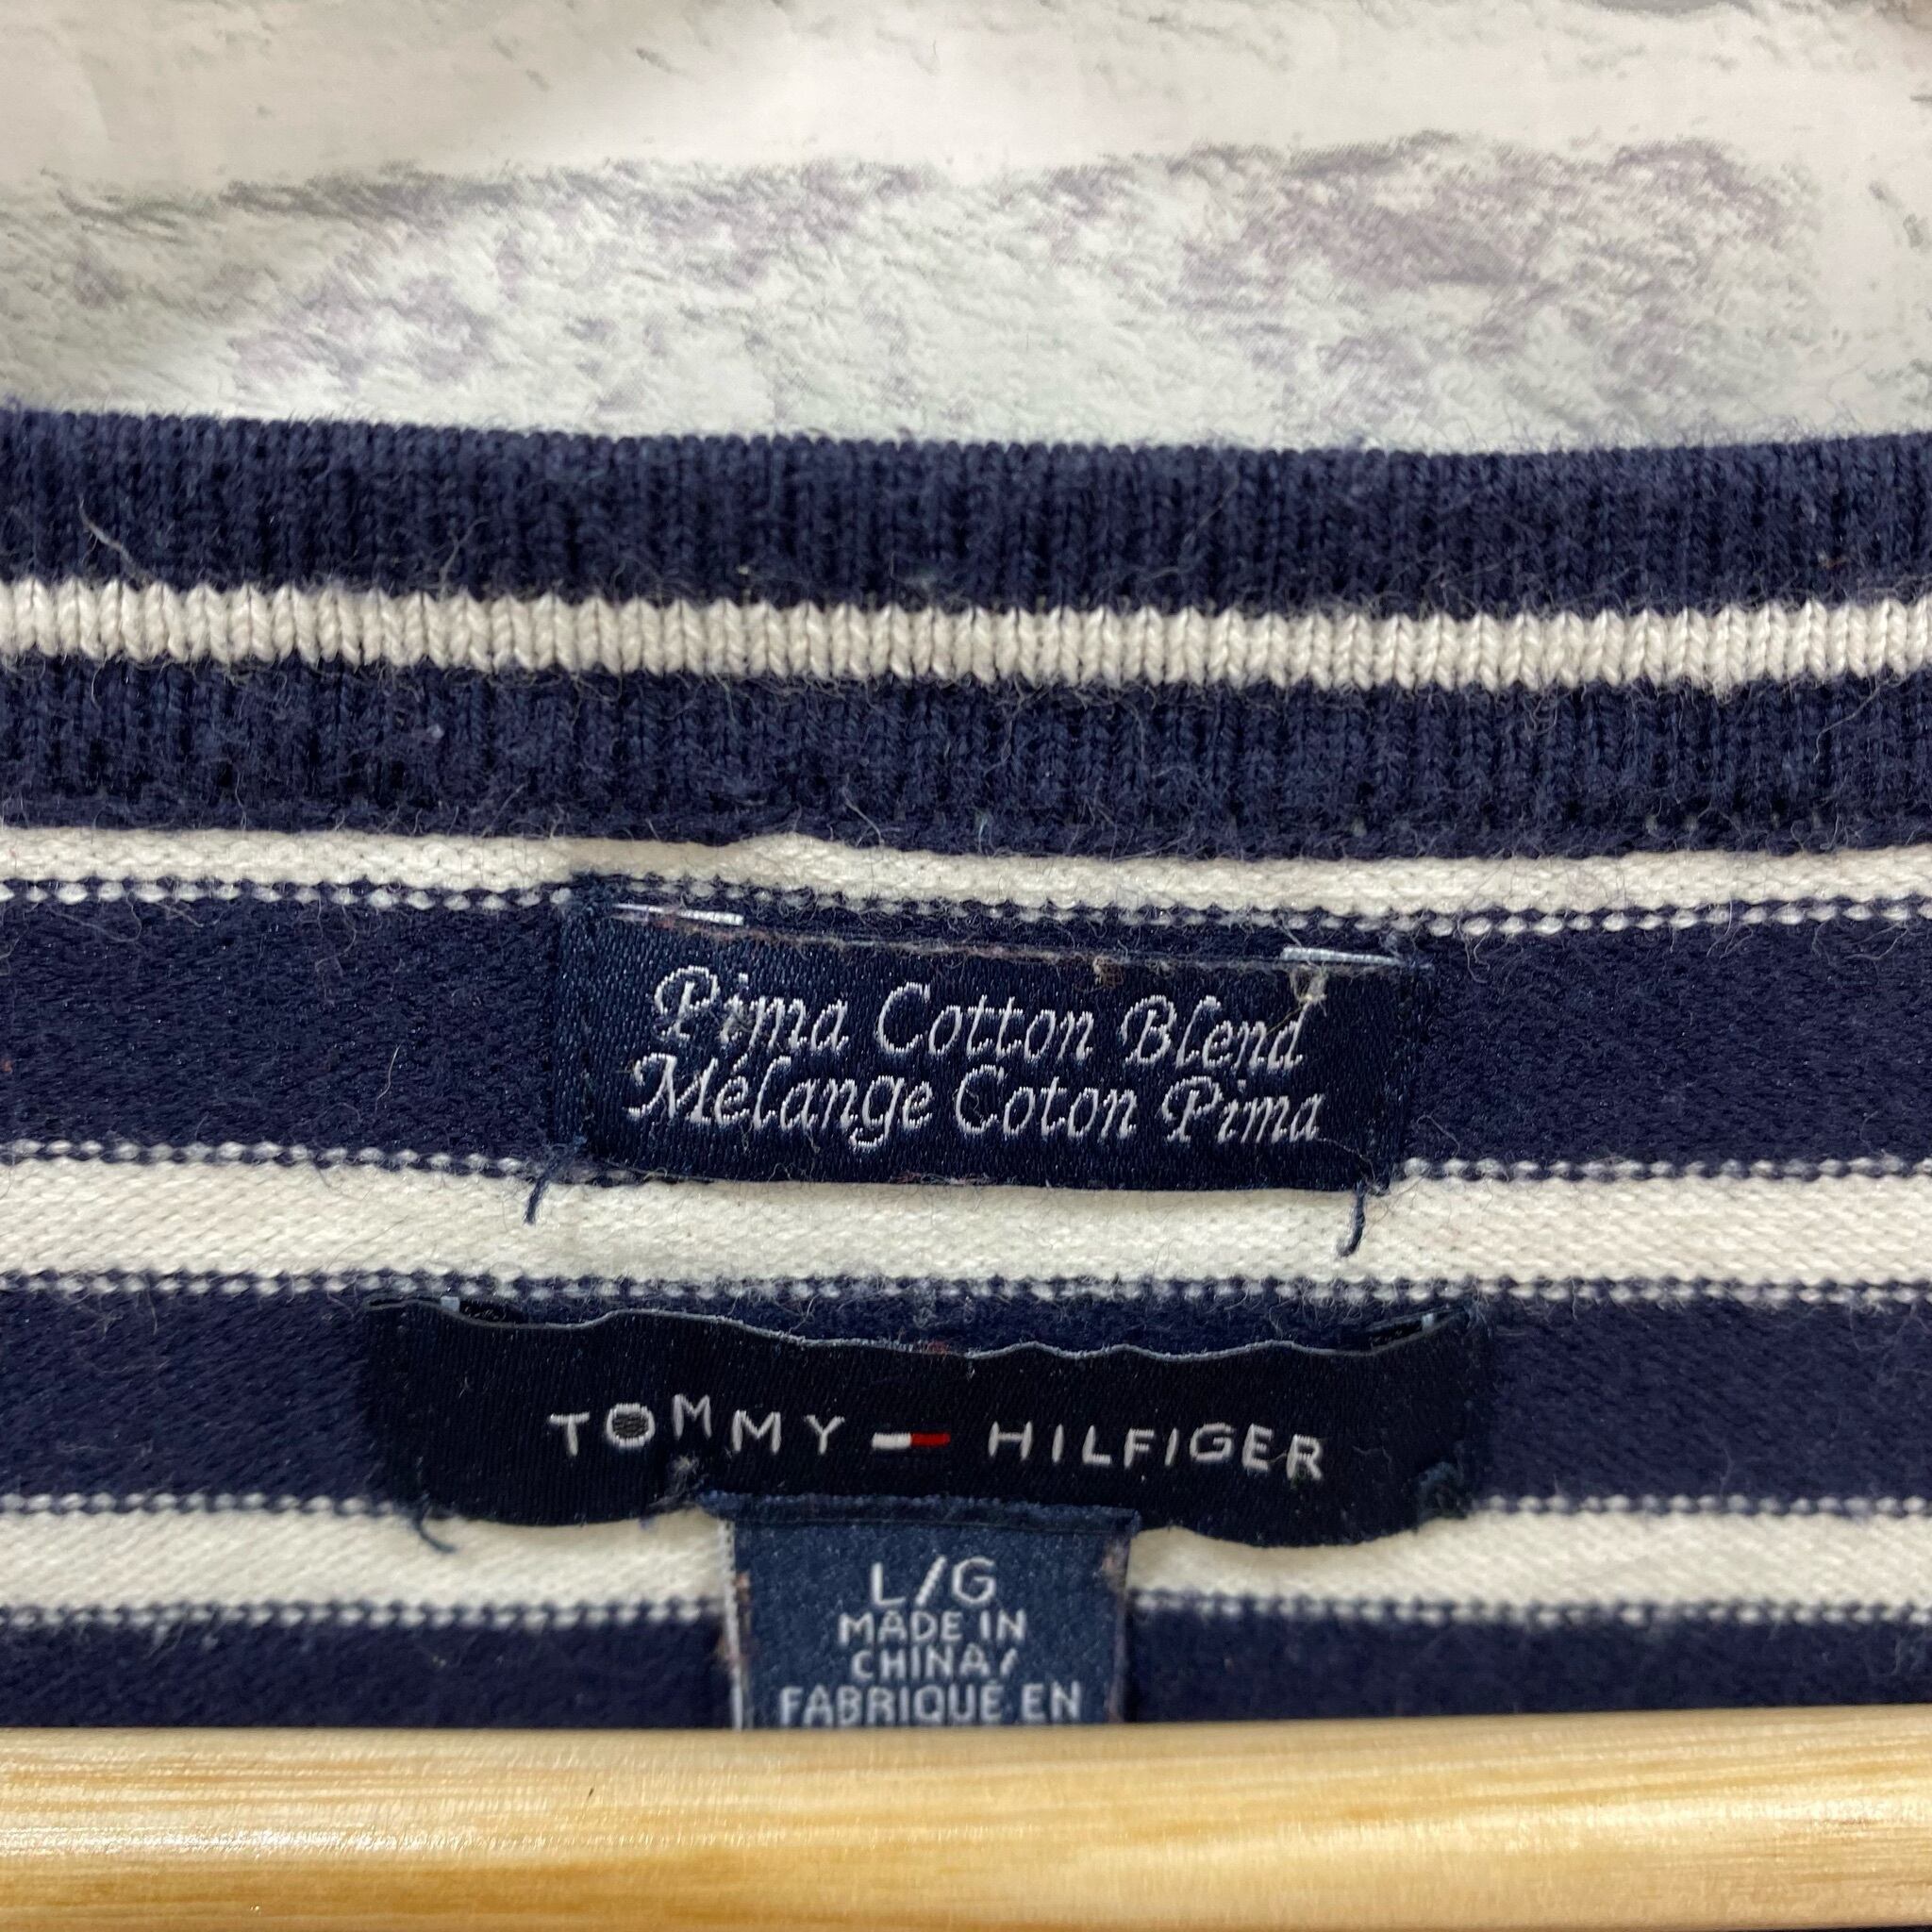 Pima Cotton Blend
Mélange Coton Pima
TOMMY HILFIGER
L/G
MADE IN
CHINA/
FABRIQUÉ EN